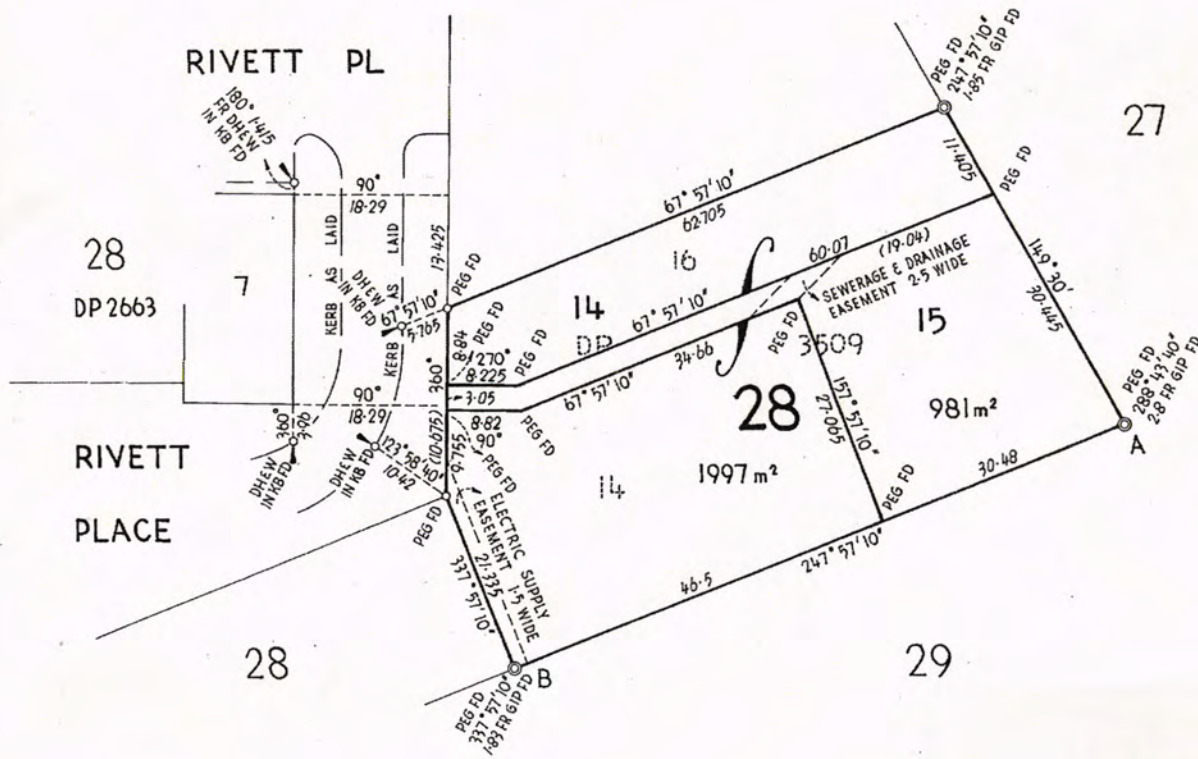 RIVETT PL
180° 1·415
FR DHEW
IN KB FD
90°
18·29
28
DP 2663
7
KERB AS LAID
KERB AS LAID
13·425
DHEW
IN KB FD
67° 57' 10"
5·765
PEG FD
PEG FD
247° 57' 10"
1·85 FR GIP FD
27
11·405
PEG FD
67° 57' 10"
62·705
16
60·07
(19·04)
SEWERAGE & DRAINAGE
EASEMENT 2·5 WIDE
149° 30'
30·445
14
DP
3509
15
67° 57' 10"
8·84
PEG FD
270°
8·225
PEG FD
360°
3·05
34·66
67° 57' 10"
PEG FD
28
157° 57' 10"
27·065
981 m²
PEG FD
288° 43' 40"
2·8 FR GIP FD
A
90°
18·29
8·82
90°
PEG FD
(10·675)
9·755
PEG FD
360°
3·06
RIVETT
PLACE
DHEW
IN KB FD
DHEW
IN KB FD
123° 58' 40"
10·42
PEG FD
14
1997 m²
PEG FD
30·48
ELECTRIC SUPPLY
EASEMENT 1·5 WIDE
21·335
337° 57' 10"
46·5
247° 57' 10"
28
B
29
PEG FD
337° 57' 10"
1·83 FR GIP FD